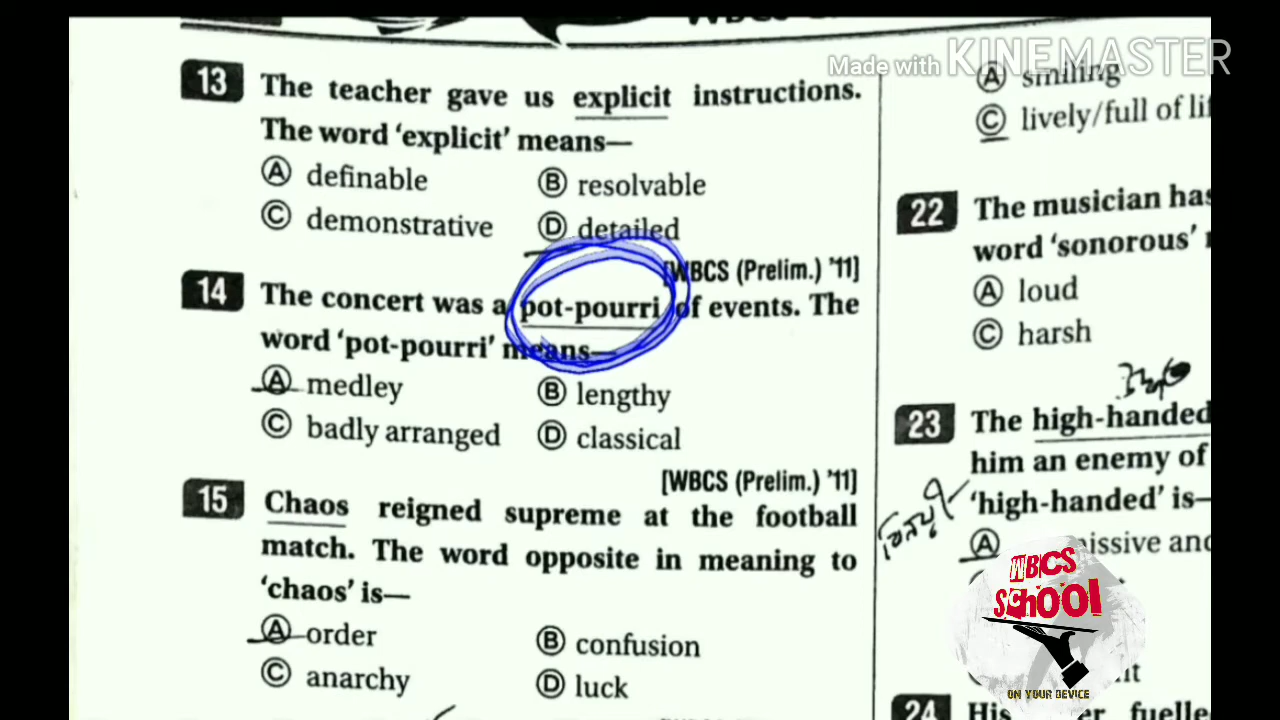 Made with KINEMASTER
13 The teacher gave us explicit instructions.
The word 'explicit' means—
Ⓐ definable Ⓑ resolvable
Ⓒ demonstrative Ⓓ detailed
[WBCS (Prelim.) '11]
14 The concert was a pot-pourri of events. The
word 'pot-pourri' means—
Ⓐ medley Ⓑ lengthy
Ⓒ badly arranged Ⓓ classical
[WBCS (Prelim.) '11]
15 Chaos reigned supreme at the football
match. The word opposite in meaning to
'chaos' is—
Ⓐ order Ⓑ confusion
Ⓒ anarchy Ⓓ luck
Ⓐ smiling
Ⓒ lively/full of
22 The musician has
word 'sonorous'
Ⓐ loud
Ⓒ harsh
23 The high-handed
him an enemy of
'high-handed' is—
Ⓐ
24 His
WBCS
SCHOOL
ON YOUR DEVICE